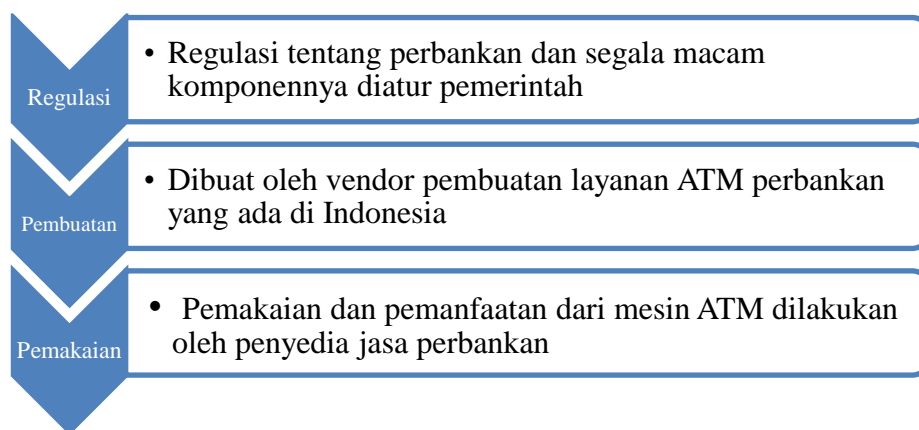 Regulasi
• Regulasi tentang perbankan dan segala macam
komponennya diatur pemerintah
Pembuatan
• Dibuat oleh vendor pembuatan layanan ATM perbankan
yang ada di Indonesia
Pemakaian
• Pemakaian dan pemanfaatan dari mesin ATM dilakukan
oleh penyedia jasa perbankan